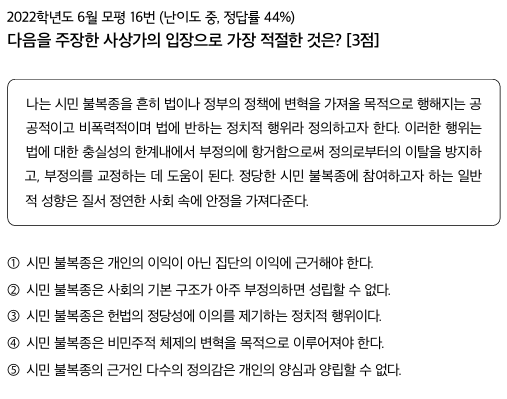 2022학년도 6월 모평 16번 (난이도 중, 정답률 44%)
다음을 주장한 사상가의 입장으로 가장 적절한 것은? [3점]
나는 시민 불복종을 흔히 법이나 정부의 정책에 변혁을 가져올 목적으로 행해지는 공
공적이고 비폭력적이며 법에 반하는 정치적 행위라 정의하고자 한다. 이러한 행위는
법에 대한 충실성의 한계내에서 부정의에 항거함으로써 정의로부터의 이탈을 방지하
고, 부정의를 교정하는 데 도움이 된다. 정당한 시민 불복종에 참여하고자 하는 일반
적 성향은 질서 정연한 사회 속에 안정을 가져다준다.
① 시민 불복종은 개인의 이익이 아닌 집단의 이익에 근거해야 한다.
② 시민 불복종은 사회의 기본 구조가 아주 부정의하면 성립할 수 없다.
③ 시민 불복종은 헌법의 정당성에 이의를 제기하는 정치적 행위이다.
④ 시민 불복종은 비민주적 체제의 변혁을 목적으로 이루어져야 한다.
⑤ 시민 불복종의 근거인 다수의 정의감은 개인의 양심과 양립할 수 없다.